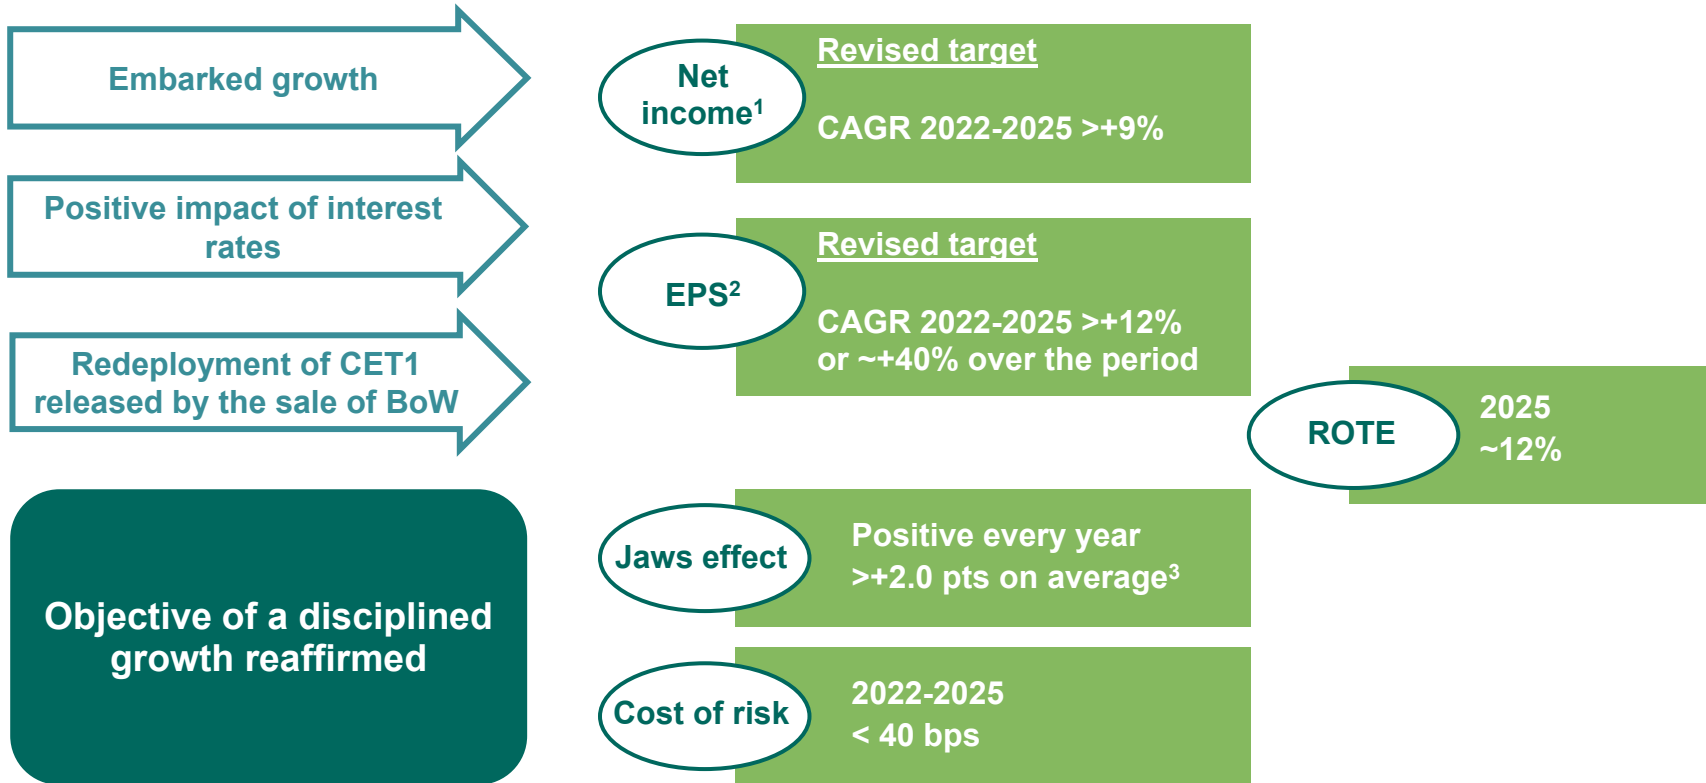 Embarked growth
Positive impact of interest
rates
Redeployment of CET1
released by the sale of BoW
Objective of a disciplined
growth reaffirmed
Net
income¹
Revised target
CAGR 2022-2025 >+9%
EPS²
Revised target
CAGR 2022-2025 >+12%
or ~+40% over the period
Jaws effect
Positive every year
>+2.0 pts on average³
Cost of risk
2022-2025
< 40 bps
ROTE
2025
~12%